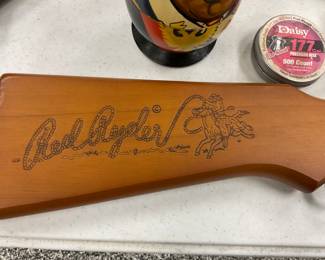 Red Ryder
©
Daisy
.177
500 Count